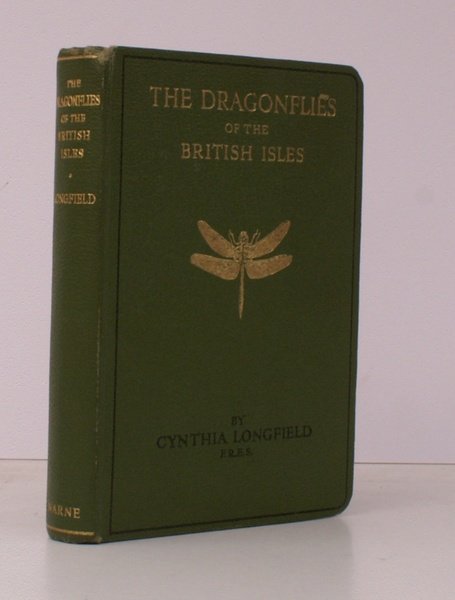 THE
DRAGONFLIES
OF THE
BRITISH
ISLES
LONGFIELD
WARNE
THE DRAGONFLIES
OF THE
BRITISH ISLES
BY
CYNTHIA LONGFIELD
F.R.E.S.